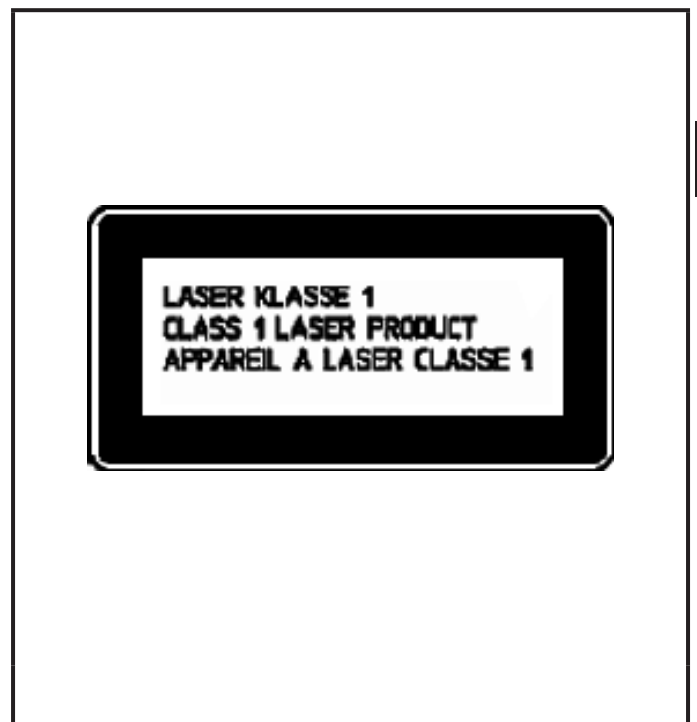 LASER KLASSE 1
CLASS 1 LASER PRODUCT
APPAREIL A LASER CLASSE 1